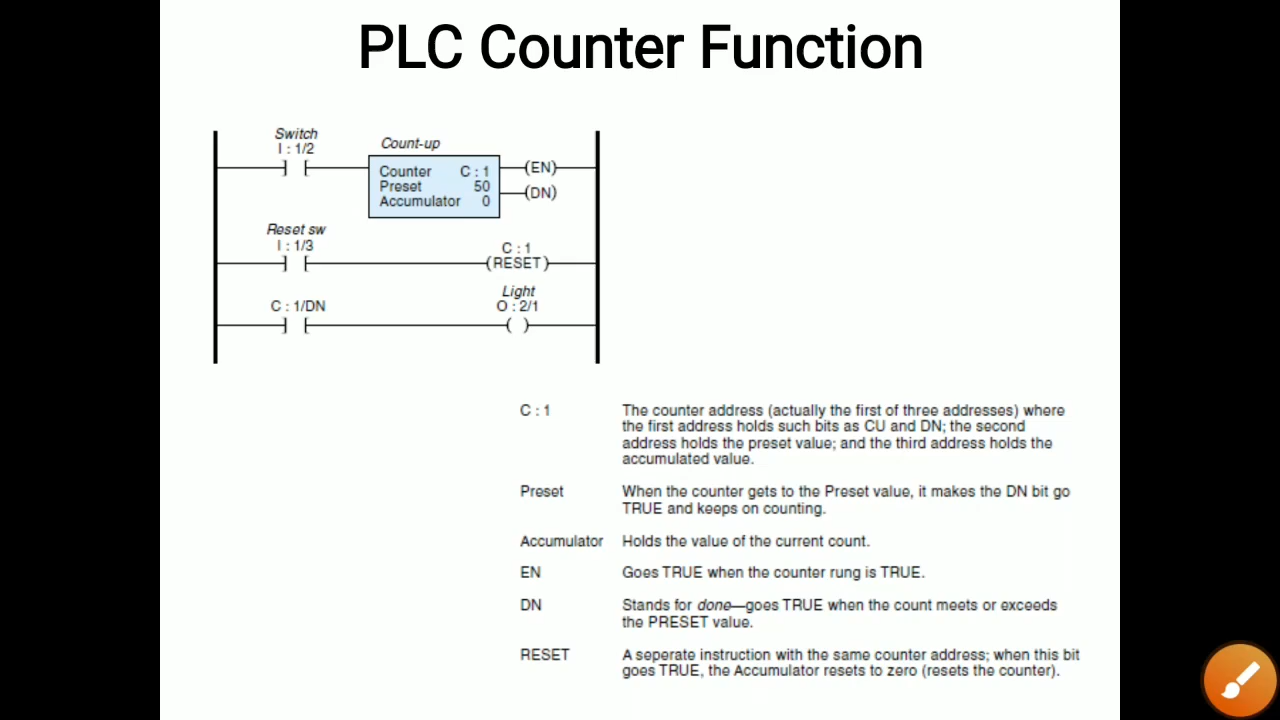 PLC Counter Function
Switch
I : 1/2
Count-up
Counter C : 1
Preset 50
Accumulator 0
(EN)
(DN)
Reset sw
I : 1/3
C : 1
(RESET)
C : 1/DN
Light
O : 2/1
( )
C : 1 The counter address (actually the first of three addresses) where
the first address holds such bits as CU and DN; the second
address holds the preset value; and the third address holds the
accumulated value.
Preset When the counter gets to the Preset value, it makes the DN bit go
TRUE and keeps on counting.
Accumulator Holds the value of the current count.
EN Goes TRUE when the counter rung is TRUE.
DN Stands for done—goes TRUE when the count meets or exceeds
the PRESET value.
RESET A seperate instruction with the same counter address; when this bit
goes TRUE, the Accumulator resets to zero (resets the counter).